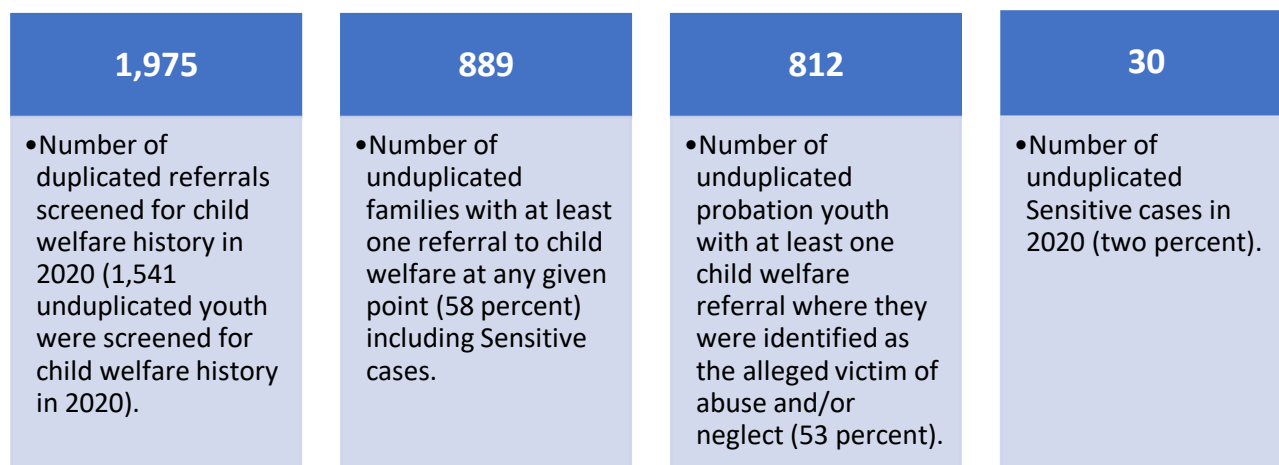 1,975
•Number of
duplicated referrals
screened for child
welfare history in
2020 (1,541
unduplicated youth
were screened for
child welfare history
in 2020).
889
•Number of
unduplicated
families with at least
one referral to child
welfare at any given
point (58 percent)
including Sensitive
cases.
812
•Number of
unduplicated
probation youth
with at least one
child welfare
referral where they
were identified as
the alleged victim of
abuse and/or
neglect (53 percent).
30
•Number of
unduplicated
Sensitive cases in
2020 (two percent).